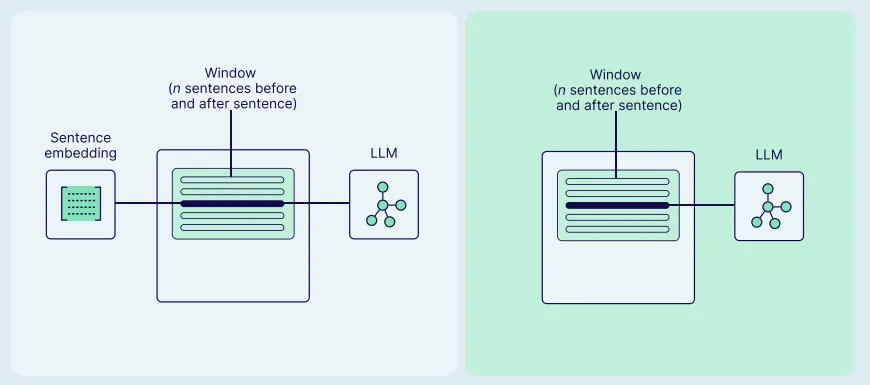 Window
(n sentences before
and after sentence)
Sentence
embedding
LLM
Window
(n sentences before
and after sentence)
LLM